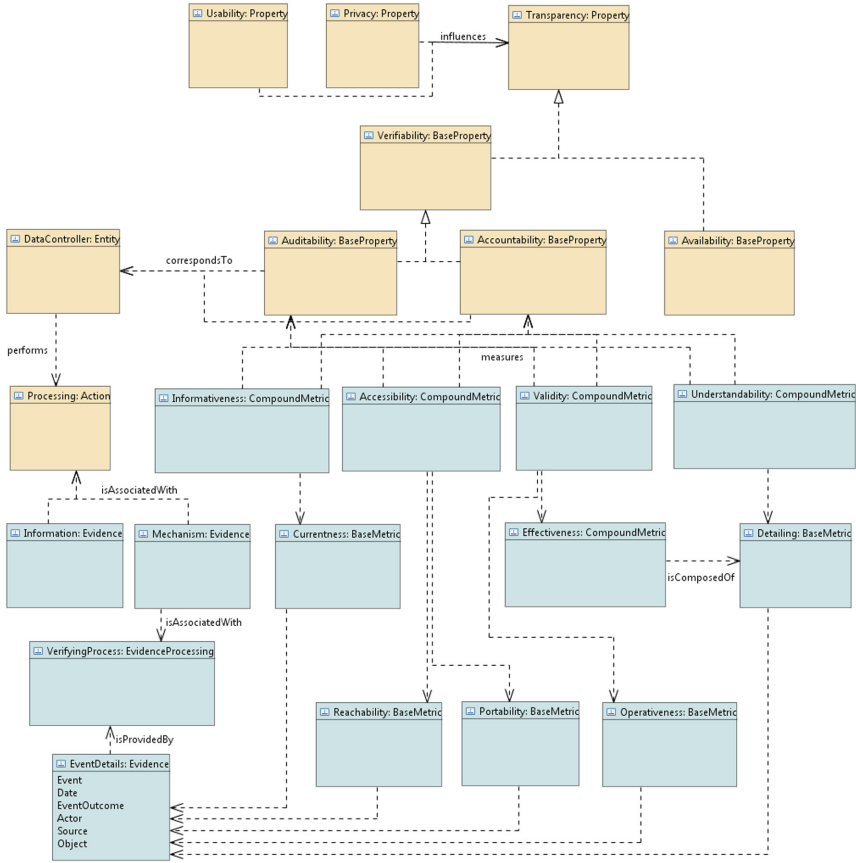 Usability: Property
Privacy: Property
Transparency: Property
influences
Verifiability: BaseProperty
DataController: Entity
Auditability: BaseProperty
Accountability: BaseProperty
Availability: BaseProperty
correspondsTo
performs
measures
Processing: Action
Informativeness: CompoundMetric
Accessibility: CompoundMetric
Validity: CompoundMetric
Understandability: CompoundMetric
isAssociatedWith
Information: Evidence
Mechanism: Evidence
Currentness: BaseMetric
Effectiveness: CompoundMetric
Detailing: BaseMetric
isComposedOf
isAssociatedWith
VerifyingProcess: EvidenceProcessing
Reachability: BaseMetric
Portability: BaseMetric
Operativeness: BaseMetric
isProvidedBy
EventDetails: Evidence
Event
Date
EventOutcome
Actor
Source
Object